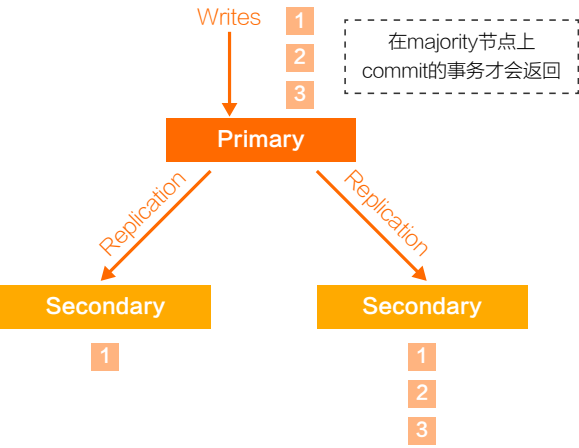 Writes
1
2
3
在majority节点上
commit的事务才会返回
Primary
Replication
Replication
Secondary
Secondary
1
1
2
3